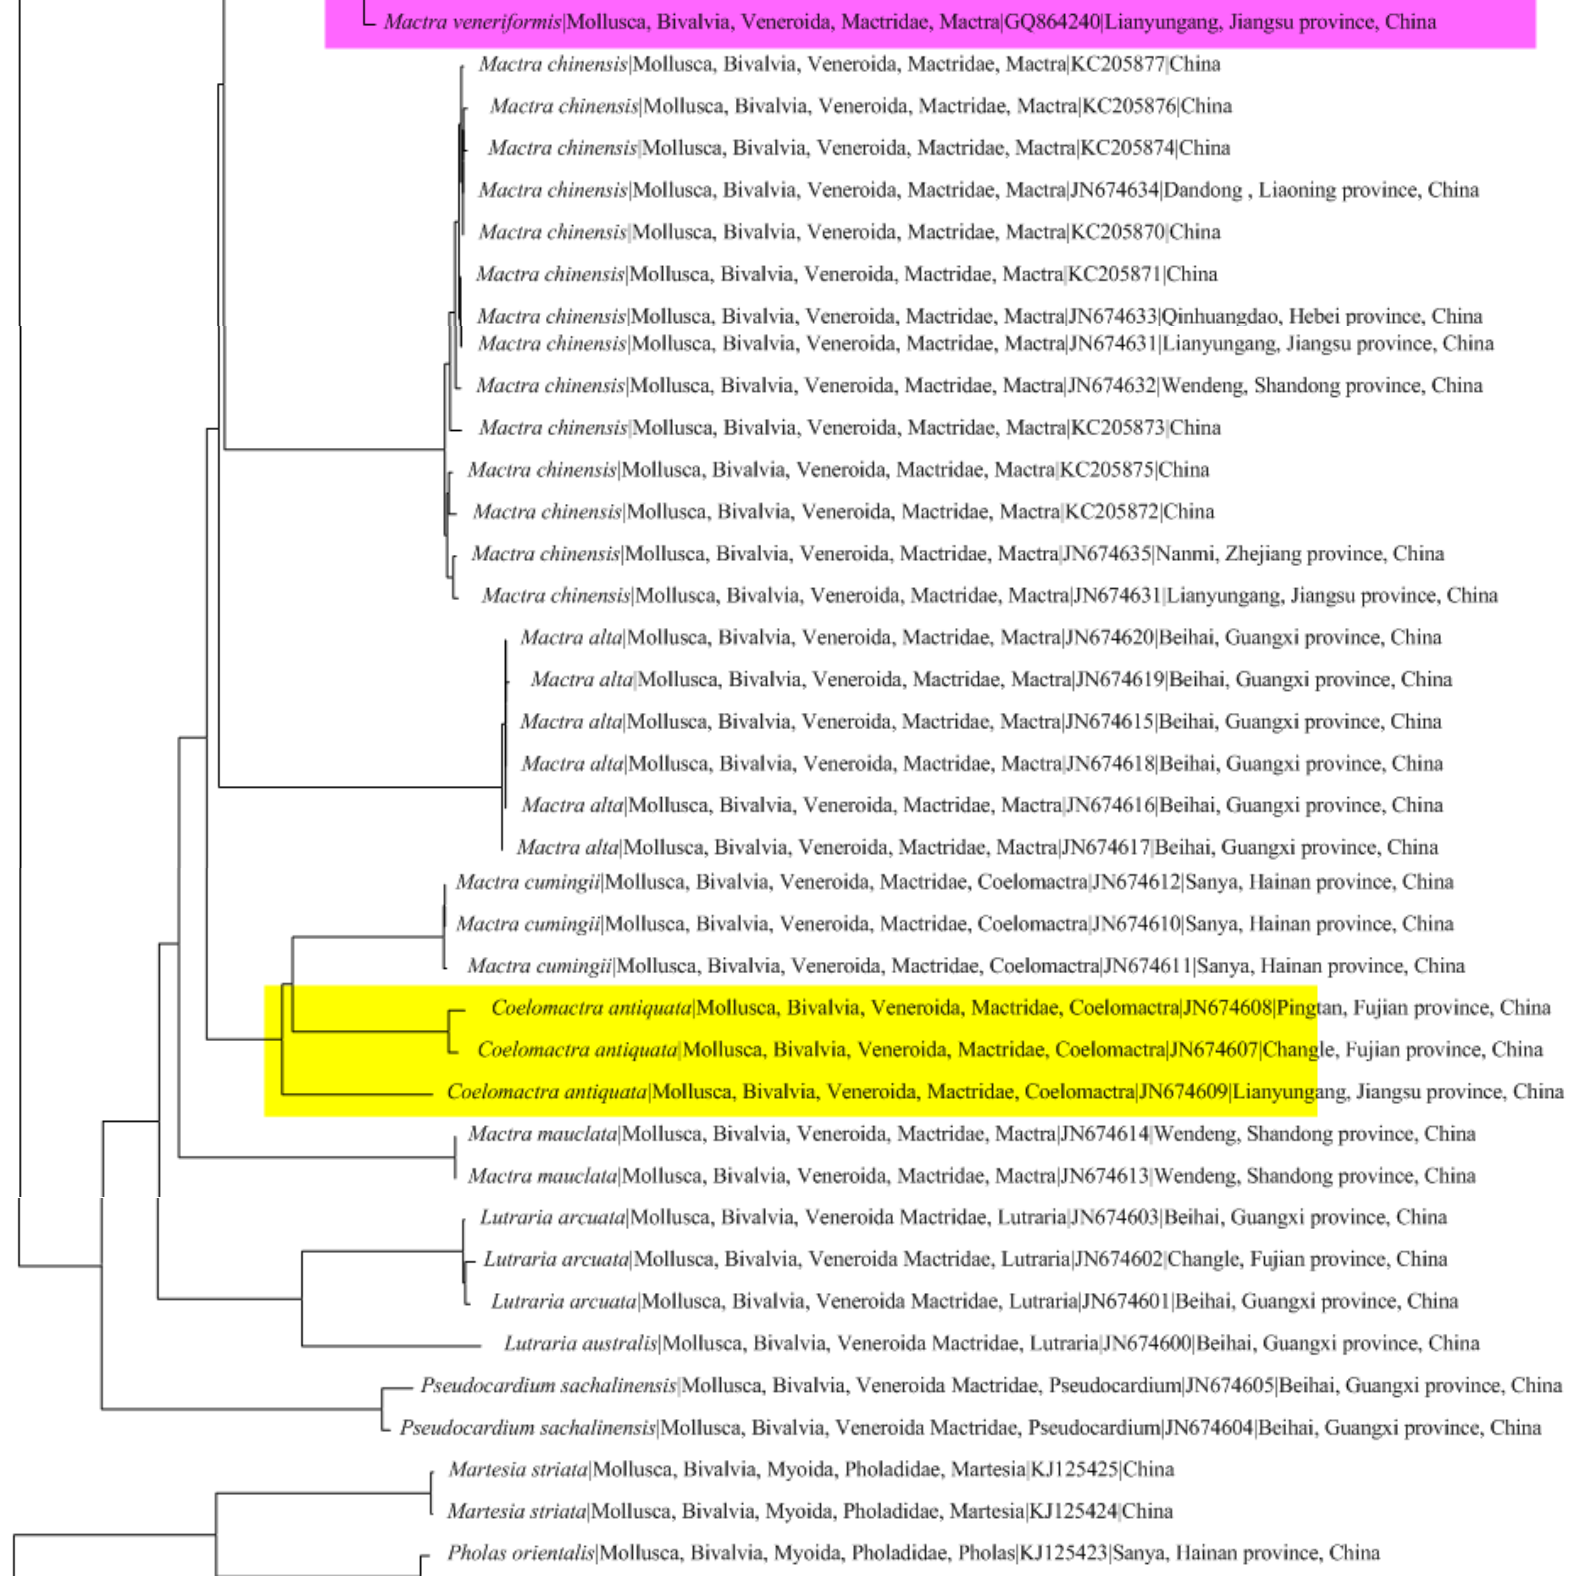 Mactra veneriformis|Mollusca, Bivalvia, Veneroida, Mactridae, Mactra|GQ864240|Lianyungang, Jiangsu province, China
Mactra chinensis|Mollusca, Bivalvia, Veneroida, Mactridae, Mactra|KC205877|China
Mactra chinensis|Mollusca, Bivalvia, Veneroida, Mactridae, Mactra|KC205876|China
Mactra chinensis|Mollusca, Bivalvia, Veneroida, Mactridae, Mactra|KC205874|China
Mactra chinensis|Mollusca, Bivalvia, Veneroida, Mactridae, Mactra|JN674634|Dandong , Liaoning province, China
Mactra chinensis|Mollusca, Bivalvia, Veneroida, Mactridae, Mactra|KC205870|China
Mactra chinensis|Mollusca, Bivalvia, Veneroida, Mactridae, Mactra|KC205871|China
Mactra chinensis|Mollusca, Bivalvia, Veneroida, Mactridae, Mactra|JN674633|Qinhuangdao, Hebei province, China
Mactra chinensis|Mollusca, Bivalvia, Veneroida, Mactridae, Mactra|JN674631|Lianyungang, Jiangsu province, China
Mactra chinensis|Mollusca, Bivalvia, Veneroida, Mactridae, Mactra|JN674632|Wendeng, Shandong province, China
Mactra chinensis|Mollusca, Bivalvia, Veneroida, Mactridae, Mactra|KC205873|China
Mactra chinensis|Mollusca, Bivalvia, Veneroida, Mactridae, Mactra|KC205875|China
Mactra chinensis|Mollusca, Bivalvia, Veneroida, Mactridae, Mactra|KC205872|China
Mactra chinensis|Mollusca, Bivalvia, Veneroida, Mactridae, Mactra|JN674635|Nanmi, Zhejiang province, China
Mactra chinensis|Mollusca, Bivalvia, Veneroida, Mactridae, Mactra|JN674631|Lianyungang, Jiangsu province, China
Mactra alta|Mollusca, Bivalvia, Veneroida, Mactridae, Mactra|JN674620|Beihai, Guangxi province, China
Mactra alta|Mollusca, Bivalvia, Veneroida, Mactridae, Mactra|JN674619|Beihai, Guangxi province, China
Mactra alta|Mollusca, Bivalvia, Veneroida, Mactridae, Mactra|JN674615|Beihai, Guangxi province, China
Mactra alta|Mollusca, Bivalvia, Veneroida, Mactridae, Mactra|JN674618|Beihai, Guangxi province, China
Mactra alta|Mollusca, Bivalvia, Veneroida, Mactridae, Mactra|JN674616|Beihai, Guangxi province, China
Mactra alta|Mollusca, Bivalvia, Veneroida, Mactridae, Mactra|JN674617|Beihai, Guangxi province, China
Mactra cumingii|Mollusca, Bivalvia, Veneroida, Mactridae, Coelomactra|JN674612|Sanya, Hainan province, China
Mactra cumingii|Mollusca, Bivalvia, Veneroida, Mactridae, Coelomactra|JN674610|Sanya, Hainan province, China
Mactra cumingii|Mollusca, Bivalvia, Veneroida, Mactridae, Coelomactra|JN674611|Sanya, Hainan province, China
Coelomactra antiquata|Mollusca, Bivalvia, Veneroida, Mactridae, Coelomactra|JN674608|Pingtan, Fujian province, China
Coelomactra antiquata|Mollusca, Bivalvia, Veneroida, Mactridae, Coelomactra|JN674607|Changle, Fujian province, China
Coelomactra antiquata|Mollusca, Bivalvia, Veneroida, Mactridae, Coelomactra|JN674609|Lianyungang, Jiangsu province, China
Mactra mauclata|Mollusca, Bivalvia, Veneroida, Mactridae, Mactra|JN674614|Wendeng, Shandong province, China
Mactra mauclata|Mollusca, Bivalvia, Veneroida, Mactridae, Mactra|JN674613|Wendeng, Shandong province, China
Lutraria arcuata|Mollusca, Bivalvia, Veneroida Mactridae, Lutraria|JN674603|Beihai, Guangxi province, China
Lutraria arcuata|Mollusca, Bivalvia, Veneroida Mactridae, Lutraria|JN674602|Changle, Fujian province, China
Lutraria arcuata|Mollusca, Bivalvia, Veneroida Mactridae, Lutraria|JN674601|Beihai, Guangxi province, China
Lutraria australis|Mollusca, Bivalvia, Veneroida Mactridae, Lutraria|JN674600|Beihai, Guangxi province, China
Pseudocardium sachalinensis|Mollusca, Bivalvia, Veneroida Mactridae, Pseudocardium|JN674605|Beihai, Guangxi province, China
Pseudocardium sachalinensis|Mollusca, Bivalvia, Veneroida Mactridae, Pseudocardium|JN674604|Beihai, Guangxi province, China
Martesia striata|Mollusca, Bivalvia, Myoida, Pholadidae, Martesia|KJ125425|China
Martesia striata|Mollusca, Bivalvia, Myoida, Pholadidae, Martesia|KJ125424|China
Pholas orientalis|Mollusca, Bivalvia, Myoida, Pholadidae, Pholas|KJ125423|Sanya, Hainan province, China